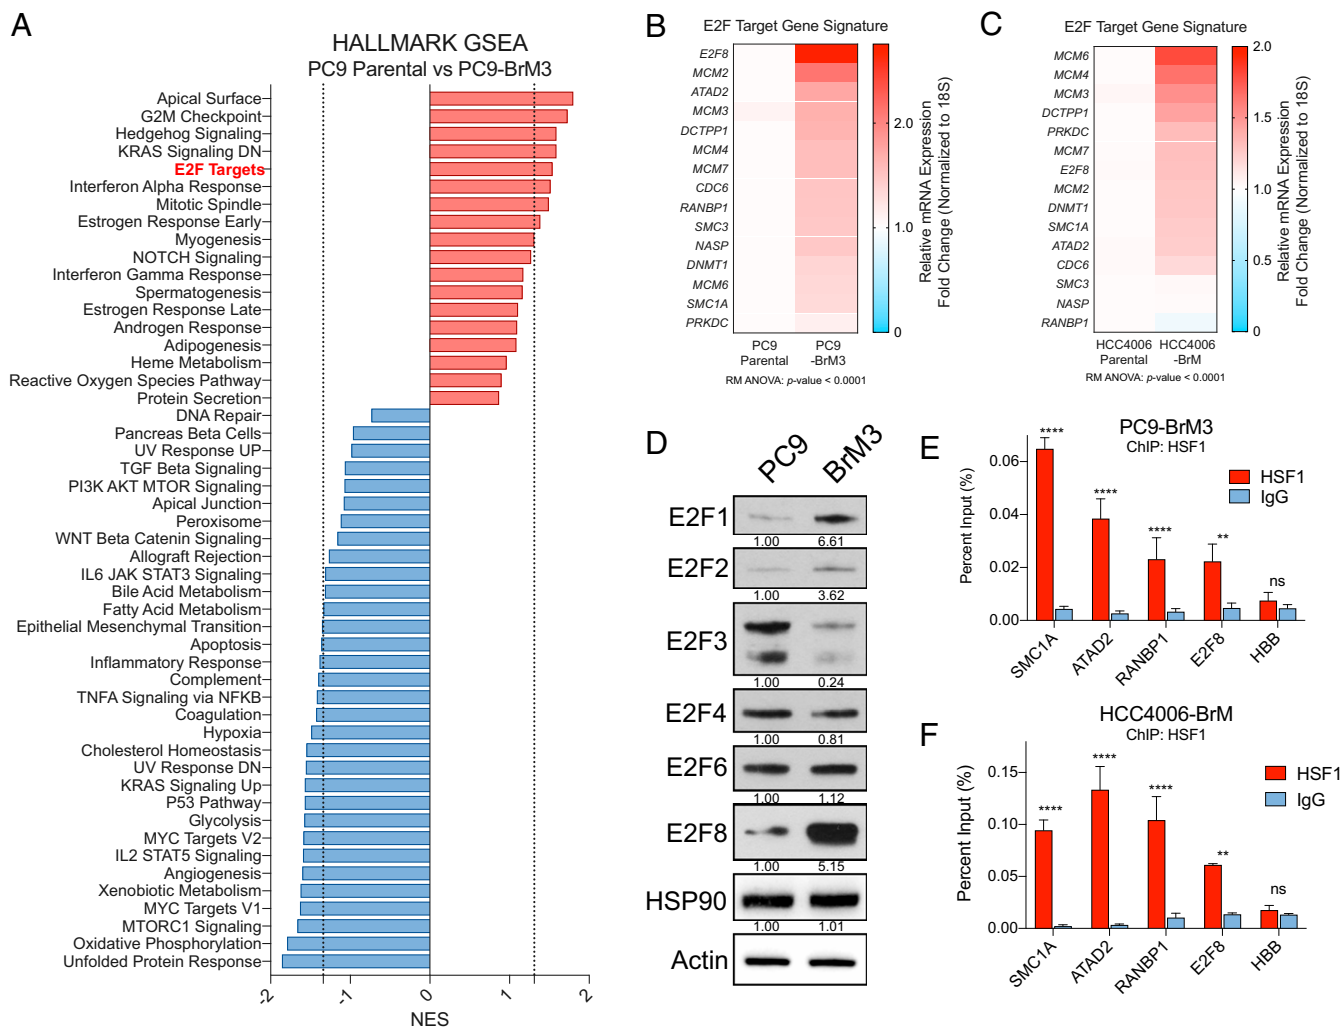 A
HALLMARK GSEA
PC9 Parental vs PC9-BrM3
Apical Surface
G2M Checkpoint
Hedgehog Signaling
KRAS Signaling DN
E2F Targets
Interferon Alpha Response
Mitotic Spindle
Estrogen Response Early
Myogenesis
NOTCH Signaling
Interferon Gamma Response
Spermatogenesis
Estrogen Response Late
Androgen Response
Adipogenesis
Heme Metabolism
Reactive Oxygen Species Pathway
Protein Secretion
DNA Repair
Pancreas Beta Cells
UV Response UP
TGF Beta Signaling
PI3K AKT MTOR Signaling
Apical Junction
Peroxisome
WNT Beta Catenin Signaling
Allograft Rejection
IL6 JAK STAT3 Signaling
Bile Acid Metabolism
Fatty Acid Metabolism
Epithelial Mesenchymal Transition
Apoptosis
Inflammatory Response
Complement
TNFA Signaling via NFKB
Coagulation
Hypoxia
Cholesterol Homeostasis
UV Response DN
KRAS Signaling Up
P53 Pathway
Glycolysis
MYC Targets V2
IL2 STAT5 Signaling
Angiogenesis
Xenobiotic Metabolism
MYC Targets V1
MTORC1 Signaling
Oxidative Phosphorylation
Unfolded Protein Response
-2 -1 0 1 2
NES
B
E2F Target Gene Signature
E2F8
MCM2
ATAD2
MCM3
DCTPP1
MCM4
MCM7
CDC6
RANBP1
SMC3
NASP
DNMT1
MCM6
SMC1A
PRKDC
PC9 Parental
PC9 -BrM3
RM ANOVA: p-value < 0.0001
2.0
1.0
0
Relative mRNA Expression
Fold Change (Normalized to 18S)
C
E2F Target Gene Signature
MCM6
MCM4
MCM3
DCTPP1
PRKDC
MCM7
E2F8
MCM2
DNMT1
SMC1A
ATAD2
CDC6
SMC3
NASP
RANBP1
HCC4006 Parental
HCC4006 -BrM
RM ANOVA: p-value < 0.0001
2.0
1.5
1.0
0.5
0
Relative mRNA Expression
Fold Change (Normalized to 18S)
D
PC9 BrM3
E2F1
1.00 6.61
E2F2
1.00 3.62
E2F3
1.00 0.24
E2F4
1.00 0.81
E2F6
1.00 1.12
E2F8
1.00 5.15
HSP90
1.00 1.01
Actin
E
PC9-BrM3
ChIP: HSF1
HSF1
IgG
Percent Input (%)
0.06
0.04
0.02
0.00
**** **** **** ** ns
SMC1A ATAD2 RANBP1 E2F8 HBB
F
HCC4006-BrM
ChIP: HSF1
HSF1
IgG
Percent Input (%)
0.15
0.10
0.05
0.00
**** **** **** ** ns
SMC1A ATAD2 RANBP1 E2F8 HBB